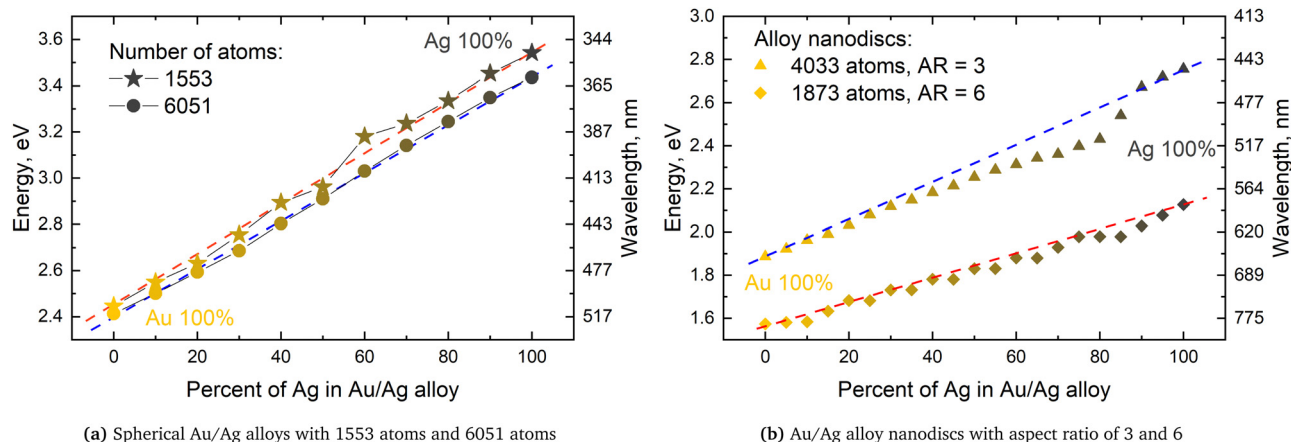 3.6
3.4
3.2
3.0
2.8
2.6
2.4
Energy, eV
Number of atoms:
1553
6051
Ag 100%
Au 100%
344
365
387
413
443
477
517
Wavelength, nm
0 20 40 60 80 100
Percent of Ag in Au/Ag alloy
(a) Spherical Au/Ag alloys with 1553 atoms and 6051 atoms
3.0
2.8
2.6
2.4
2.2
2.0
1.8
1.6
Energy, eV
Alloy nanodiscs:
4033 atoms, AR = 3
1873 atoms, AR = 6
Ag 100%
Au 100%
413
443
477
517
564
620
689
775
Wavelength, nm
0 20 40 60 80 100
Percent of Ag in Au/Ag alloy
(b) Au/Ag alloy nanodiscs with aspect ratio of 3 and 6